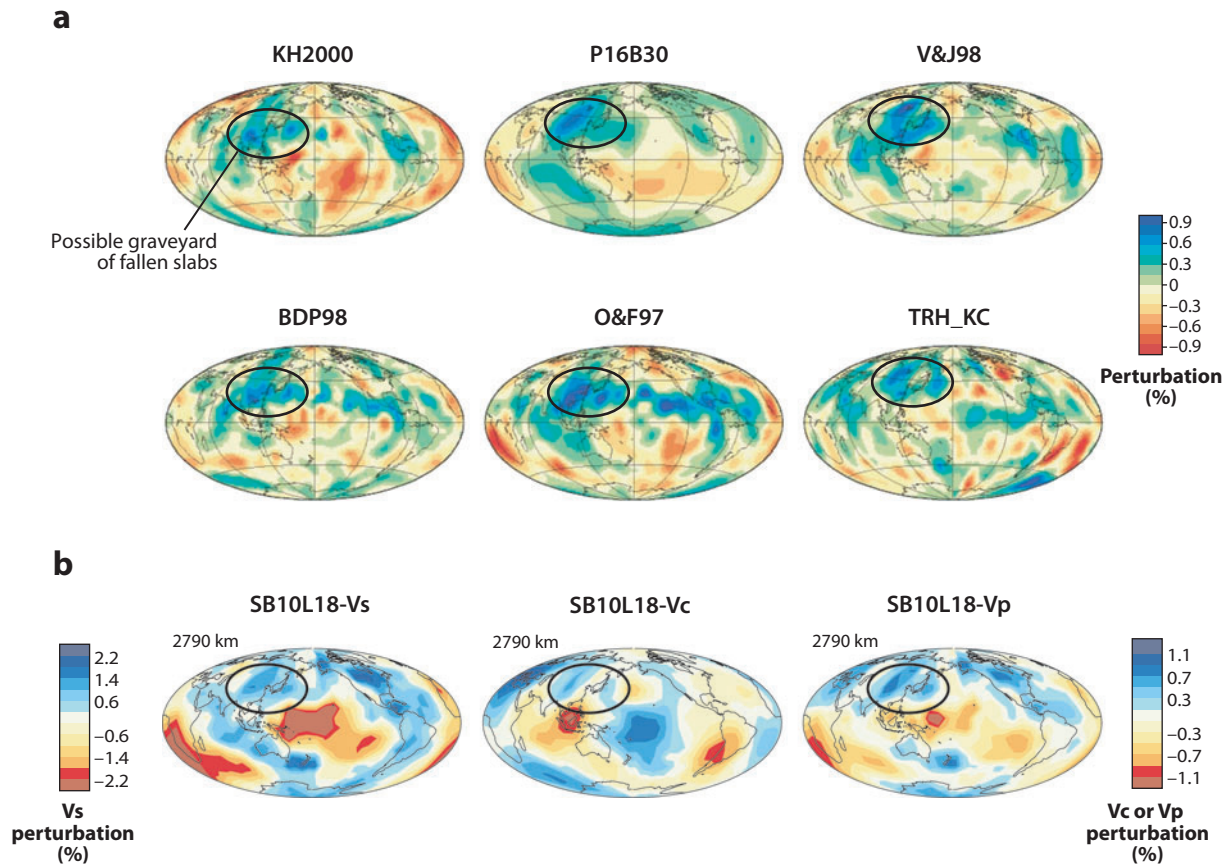 a
KH2000
P16B30
V&J98
Possible graveyard
of fallen slabs
0.9
0.6
0.3
0
−0.3
−0.6
−0.9
Perturbation
(%)
BDP98
O&F97
TRH_KC
b
SB10L18-Vs
SB10L18-Vc
SB10L18-Vp
2790 km
2790 km
2790 km
2.2
1.4
0.6
−0.6
−1.4
−2.2
Vs
perturbation
(%)
1.1
0.7
0.3
−0.3
−0.7
−1.1
Vc or Vp
perturbation
(%)